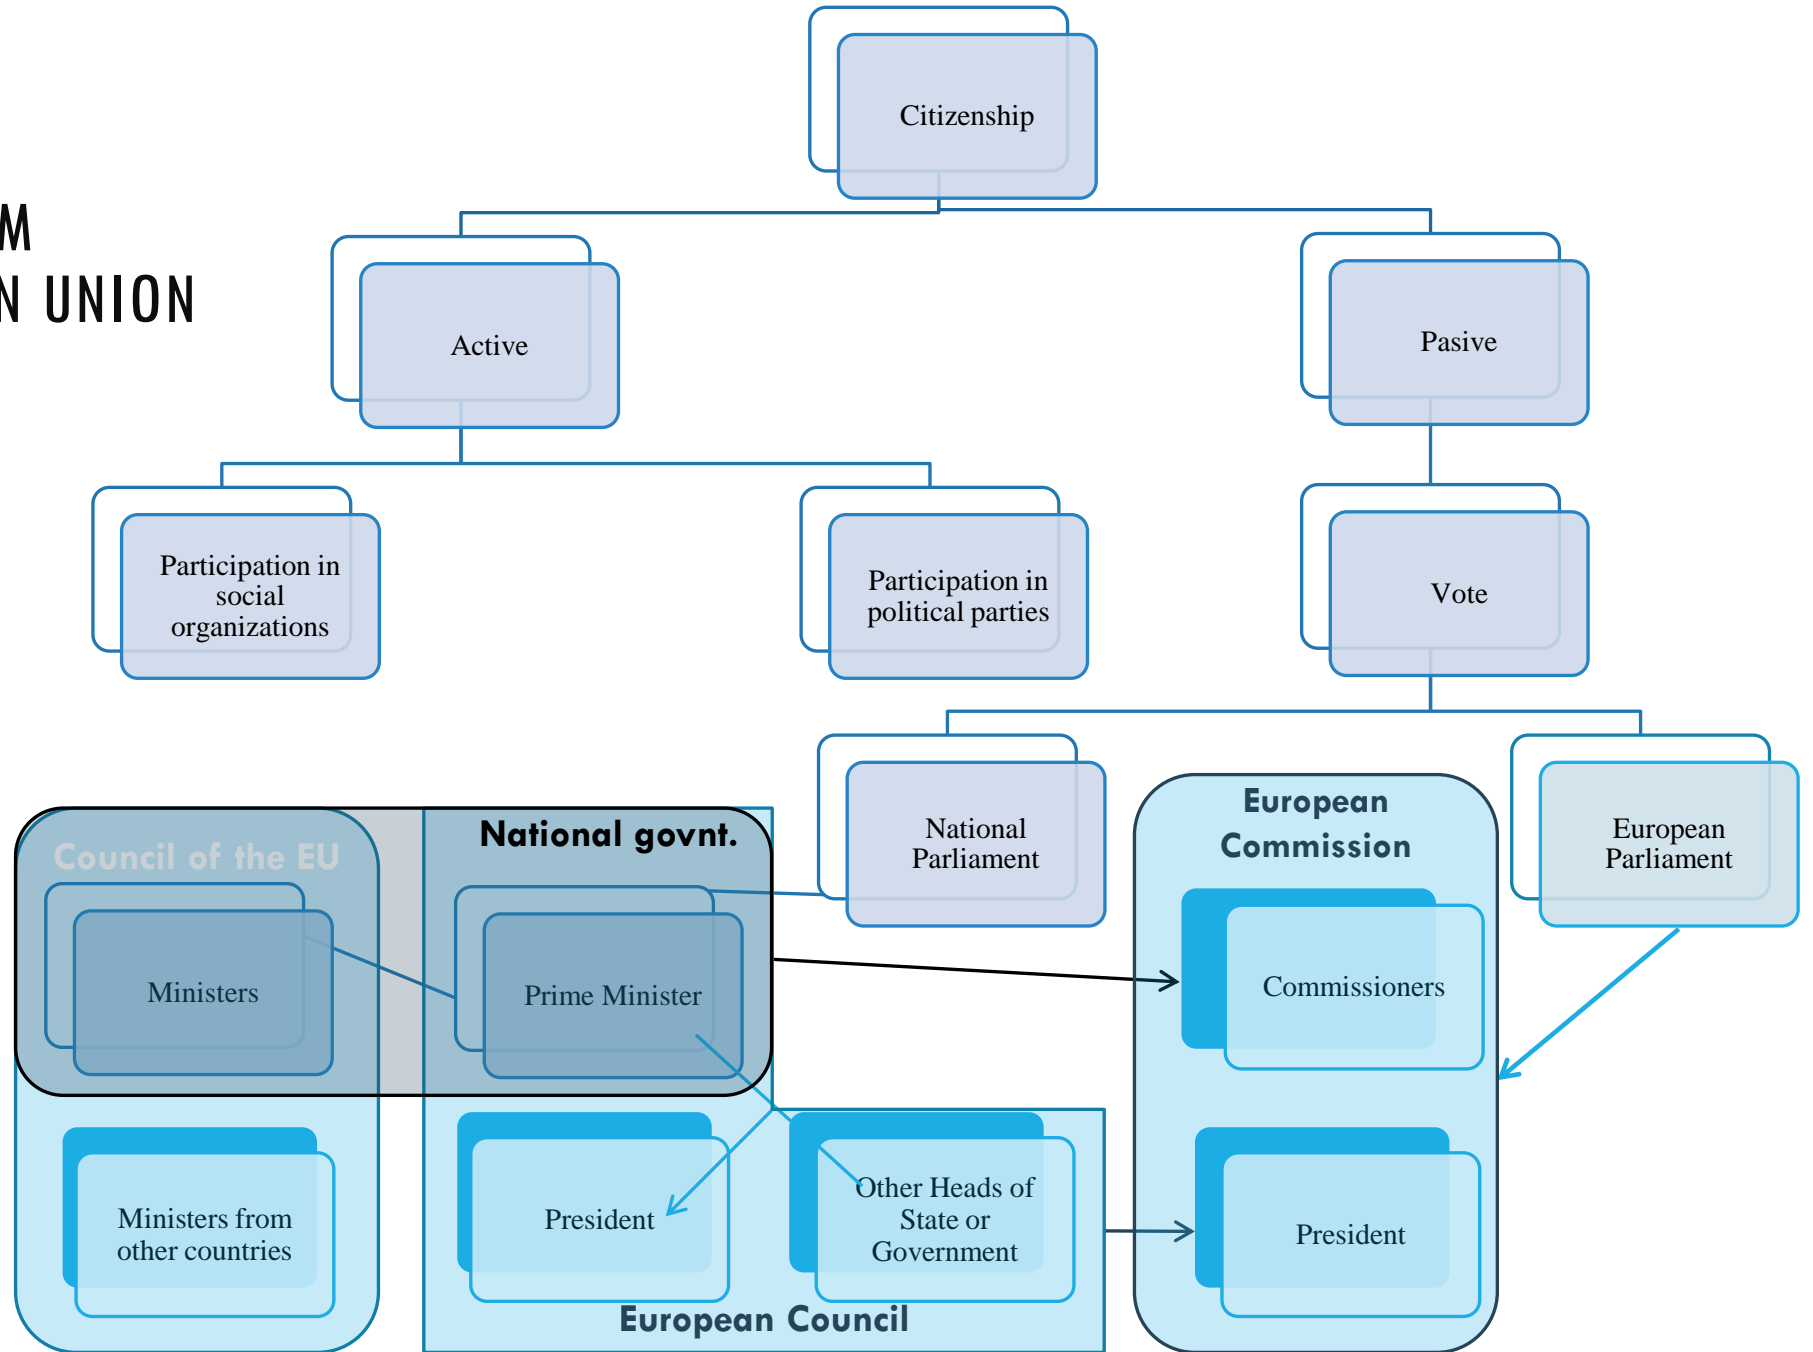 Citizenship
M
N UNION
Active
Pasive
Participation in
social
organizations
Participation in
political parties
Vote
National
Parliament
European
Parliament
European
Commission
National govnt.
Council of the EU
Ministers
Prime Minister
Commissioners
Ministers from
other countries
President
Other Heads of
State or
Government
President
European Council